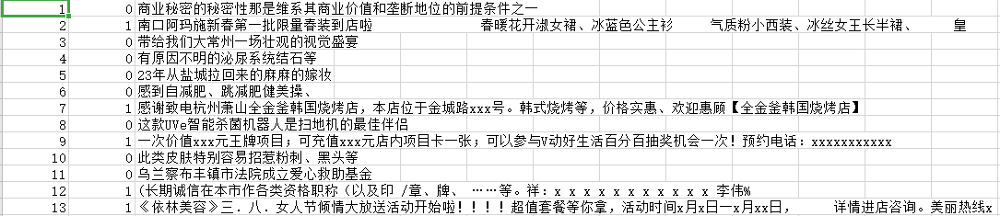 1 0 商业秘密的秘密性那是维系其商业价值和垄断地位的前提条件之一
2 1 南口阿玛施新春第一批限量春装到店啦 春暖花开淑女裙、冰蓝色公主衫 气质粉小西装、冰丝女王长半裙、 皇
3 0 带给我们大常州一场壮观的视觉盛宴
4 0 有原因不明的泌尿系统结石等
5 0 23年从盐城拉回来的麻麻的嫁妆
6 0 感到自减肥、跳减肥健美操、
7 1 感谢致电杭州萧山全金釜韩国烧烤店，本店位于金城路xxx号。韩式烧烤等，价格实惠、欢迎惠顾【全金釜韩国烧烤店】
8 0 这款UVe智能杀菌机器人是扫地机的最佳伴侣
9 1 一次价值xxx元王牌项目；可充值xxx元店内项目卡一张；可以参与V动好生活百分百抽奖机会一次！预约电话：xxxxxxxxxxx
10 0 此类皮肤特别容易招惹粉刺、黑头等
11 0 乌兰察布丰镇市法院成立爱心救助基金
12 1 (长期诚信在本市作各类资格职称（以及印 /章、牌、 ……等。祥：x x x x x x x x x x x 李伟%
13 1 《依林美容》三．八．女人节倾情大放送活动开始啦！！！！超值套餐等你拿，活动时间x月x日一x月xx日， 详情进店咨询。美丽热线x